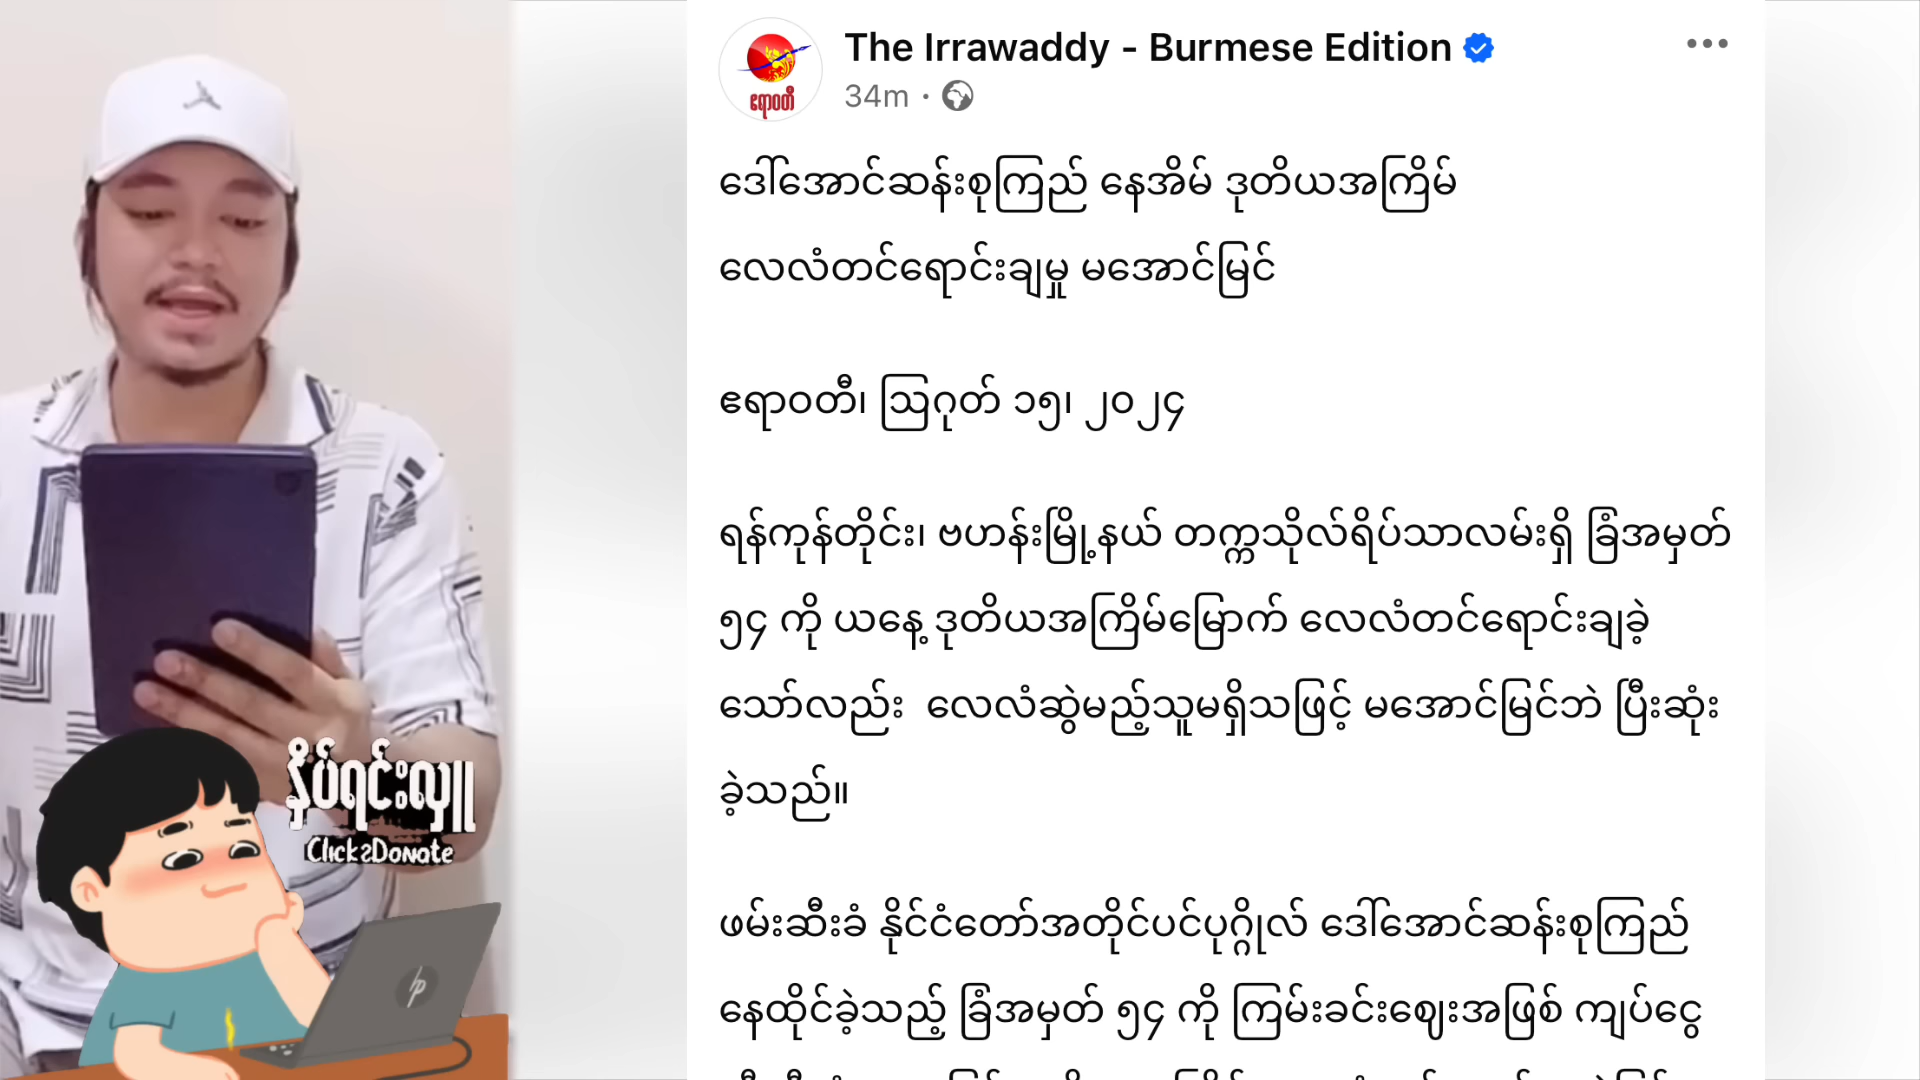 The Irrawaddy - Burmese Edition
ဧရာဝတီ
34m ·
ဒေါ်အောင်ဆန်းစုကြည် နေအိမ် ဒုတိယအကြိမ်
လေလံတင်ရောင်းချမှု မအောင်မြင်
ဧရာဝတီ၊ ဩဂုတ် ၁၅၊ ၂၀၂၄
ရန်ကုန်တိုင်း၊ ဗဟန်းမြို့နယ် တက္ကသိုလ်ရိပ်သာလမ်းရှိ ခြံအမှတ်
၅၄ ကို ယနေ့ ဒုတိယအကြိမ်မြောက် လေလံတင်ရောင်းချခဲ့
သော်လည်း လေလံဆွဲမည့်သူမရှိသဖြင့် မအောင်မြင်ဘဲ ပြီးဆုံး
ခဲ့သည်။
ဖမ်းဆီးခံ နိုင်ငံတော်အတိုင်ပင်ပုဂ္ဂိုလ် ဒေါ်အောင်ဆန်းစုကြည်
နေထိုင်ခဲ့သည့် ခြံအမှတ် ၅၄ ကို ကြမ်းခင်းဈေးအဖြစ် ကျပ်ငွေ
နှိပ်ရင်းလှူ
Click2Donate
hp